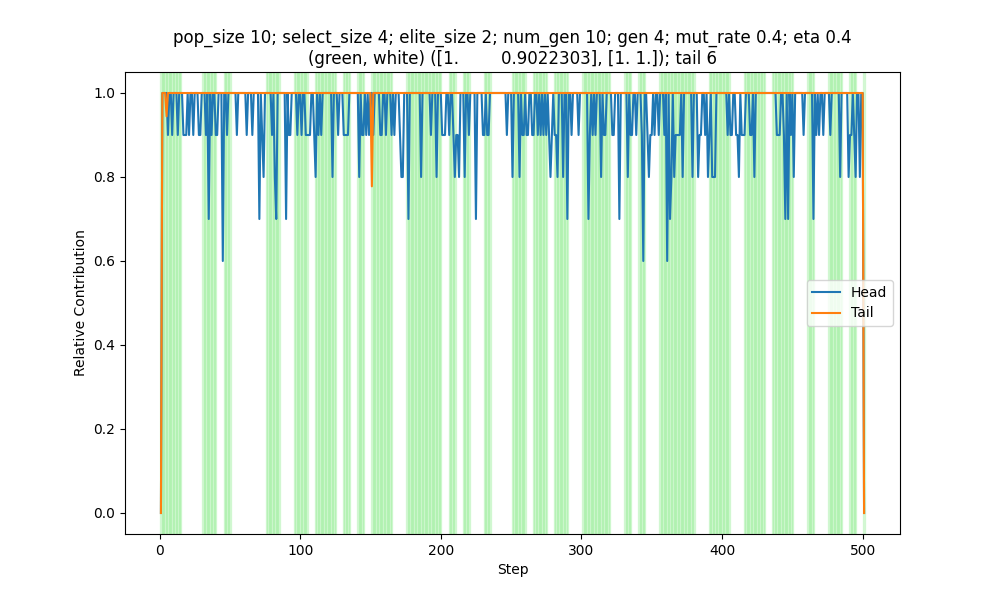 pop_size 10; select_size 4; elite_size 2; num_gen 10; gen 4; mut_rate 0.4; eta 0.4
(green, white) ([1. 0.9022303], [1. 1.]); tail 6
1.0
0.8
0.6
0.4
0.2
0.0
Relative Contribution
Head
Tail
0
100
200
300
400
500
Step